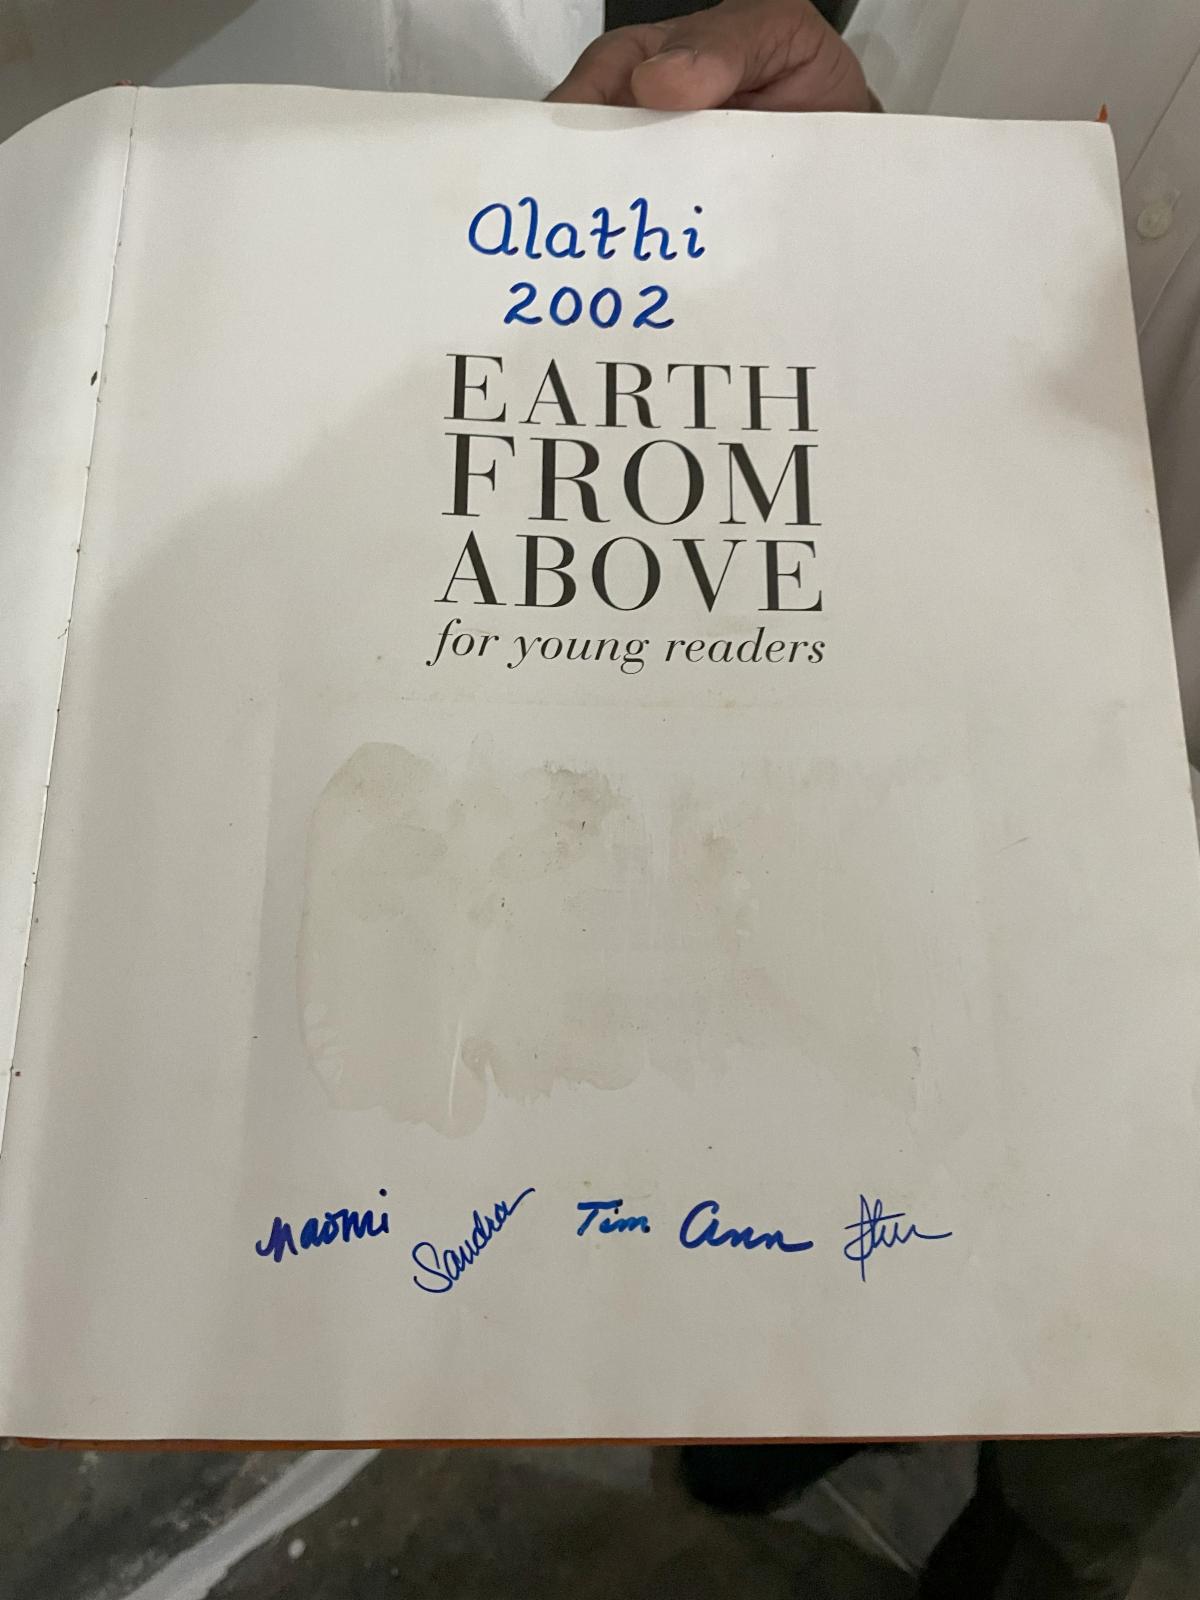 Alathi
2002
EARTH
FROM
ABOVE
for young readers
Naomi Sandra Tim Ann